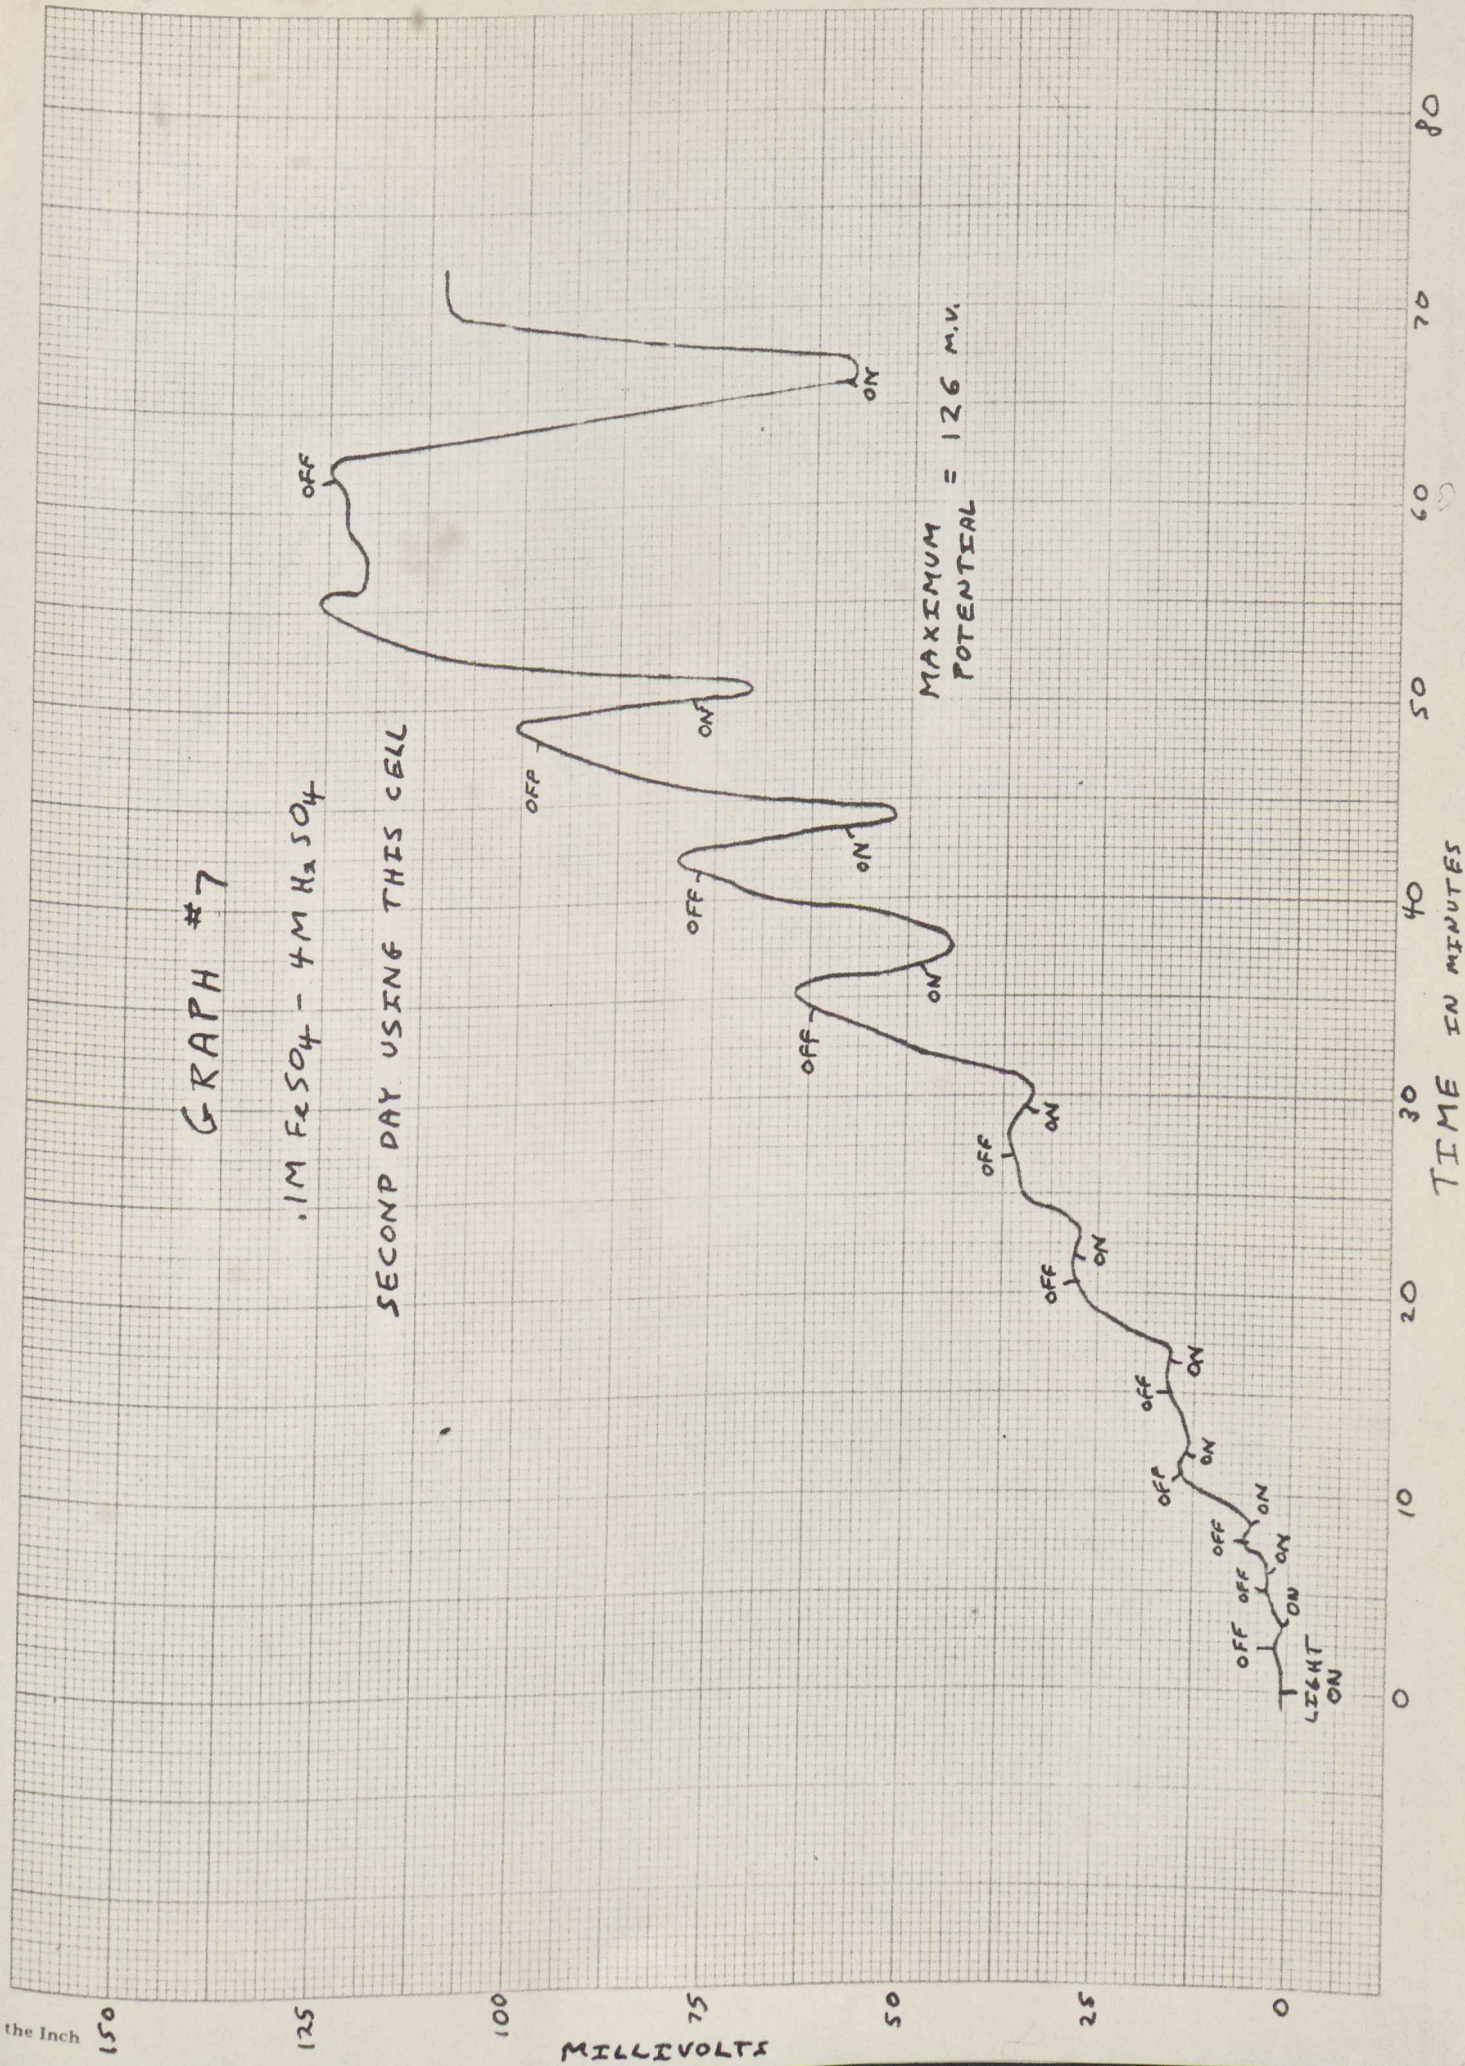 GRAPH #7
.1M FeSO4 - 4M H2SO4
SECOND DAY USING THIS CELL
OFF
OFF
OFF
OFF
OFF
OFF
OFF
OFF
OFF
OFF
OFF
ON
ON
ON
ON
ON
ON
ON
ON
ON
ON
ON
LIGHT
ON
MAXIMUM
POTENTIAL = 126 M.V.
150
125
100
75
50
25
0
MILLIVOLTS
0
10
20
30
40
50
60
70
80
TIME IN MINUTES
the Inch